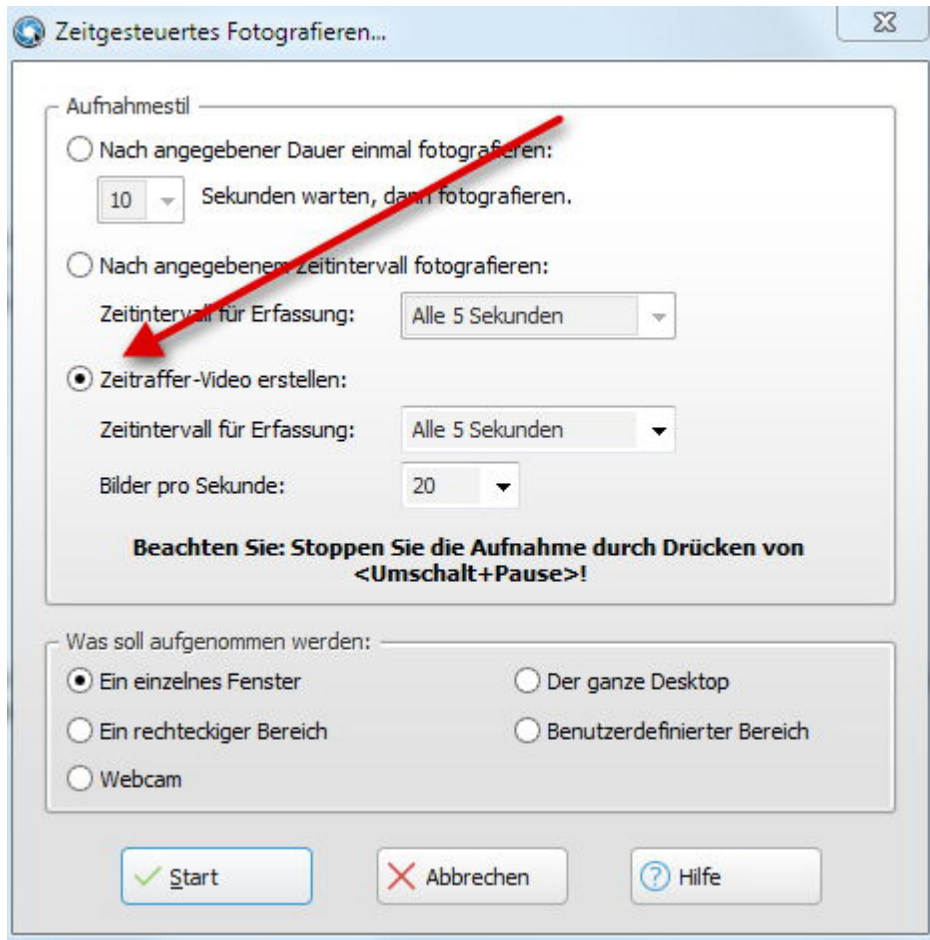 Zeitgesteuertes Fotografieren...
Aufnahmestil
Nach angegebener Dauer einmal fotografieren:
10 Sekunden warten, dann fotografieren.
Nach angegebenem Zeitintervall fotografieren:
Zeitintervall für Erfassung: Alle 5 Sekunden
Zeitraffer-Video erstellen:
Zeitintervall für Erfassung: Alle 5 Sekunden
Bilder pro Sekunde: 20
Beachten Sie: Stoppen Sie die Aufnahme durch Drücken von
<Umschalt+Pause>!
Was soll aufgenommen werden:
Ein einzelnes Fenster Der ganze Desktop
Ein rechteckiger Bereich Benutzerdefinierter Bereich
Webcam
Start Abbrechen Hilfe